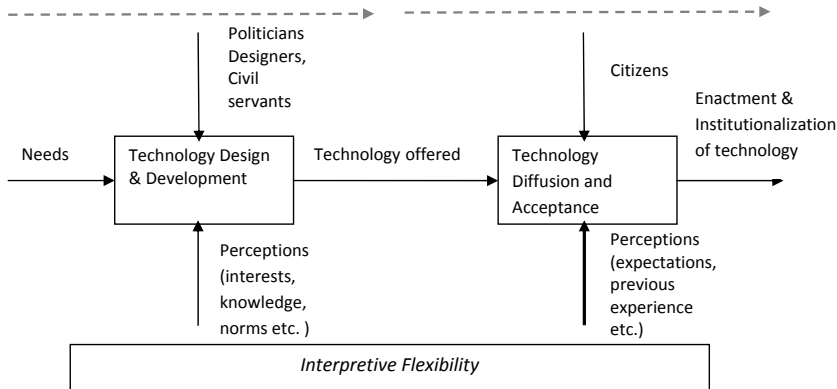 Politicians
Designers,
Civil
servants
Citizens
Enactment &
Institutionalization
of technology
Needs
Technology Design
& Development
Technology offered
Technology
Diffusion and
Acceptance
Perceptions
(interests,
knowledge,
norms etc. )
Perceptions
(expectations,
previous
experience
etc.)
Interpretive Flexibility